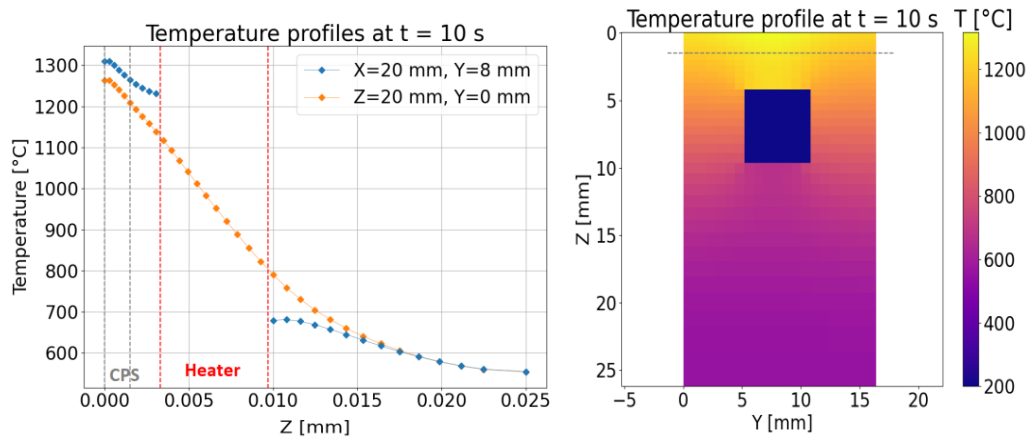 Temperature profiles at t = 10 s
1300
1200
1100
1000
900
800
700
600
Temperature [°C]
X=20 mm, Y=8 mm
Z=20 mm, Y=0 mm
CPS
Heater
0.000 0.005 0.010 0.015 0.020 0.025
Z [mm]
Temperature profile at t = 10 s
T [°C]
0
5
10
15
20
25
Z [mm]
−5 0 5 10 15 20
Y [mm]
1200
1000
800
600
400
200